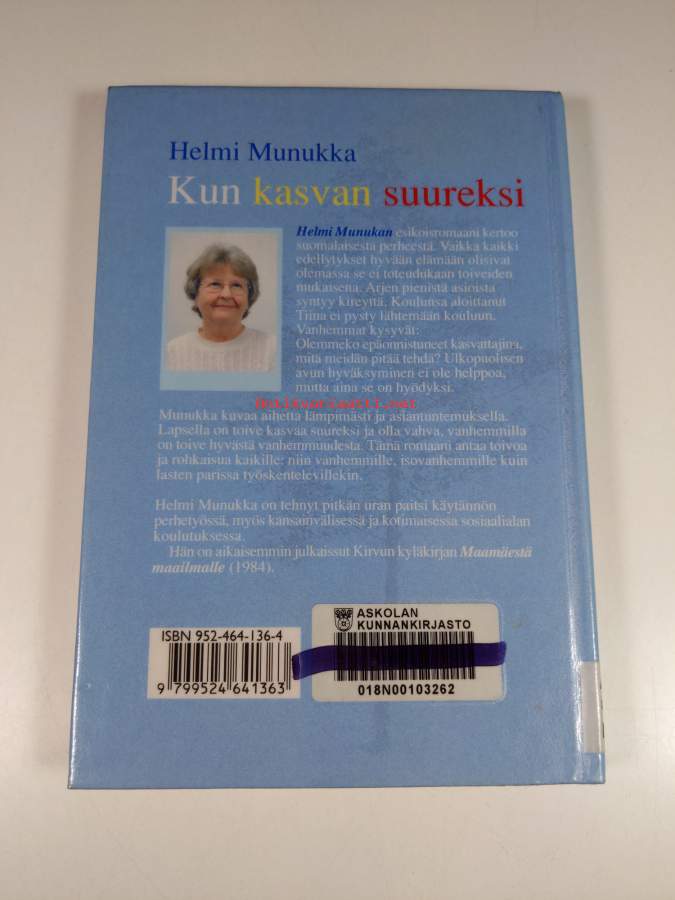 Helmi Munukka
Kun kasvan suureksi
Helmi Munukan esikoisromaani kertoo
suomalaisesta perheestä. Vaikka kaikki
edellytykset hyvään elämään olisivat
olemassa se ei toteudukaan toiveiden
mukaisena. Arjen pienistä asioista
syntyy kireyttä. Koulunsa aloittanut
Tiina ei pysty lähtemään kouluun.
Vanhemmat kysyvät:
Olemmeko epäonnistuneet kasvattajina,
mitä meidän pitää tehdä? Ulkopuolisen
avun hyväksyminen ei ole helppoa,
mutta aina se on hyödyksi.
Munukka kuvaa aihetta lämpimästi ja asiantuntemuksella.
Lapsella on toive kasvaa suureksi ja olla vahva, vanhemmilla
on toive hyvästä vanhemmuudesta. Tämä romaani antaa toivoa
ja rohkaisua kaikille: niin vanhemmille, isovanhemmille kuin
lasten parissa työskentelevillekin.
Helmi Munukka on tehnyt pitkän uran paitsi käytännön
perhetyössä, myös kansainvälisessä ja kotimaisessa sosiaalialan
koulutuksessa.
Hän on aikaisemmin julkaissut Kirvun kyläkirjan Maamäestä
maailmalle (1984).
ISBN 952-464-136-4
9 799524 641363
ASKOLAN
KUNNANKIRJASTO
018N00103262